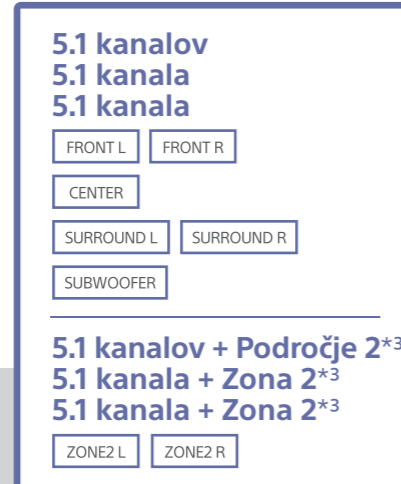 5.1 kanalov
5.1 kanala
5.1 kanala
FRONT L FRONT R
CENTER
SURROUND L SURROUND R
SUBWOOFER
5.1 kanalov + Področje 2*3
5.1 kanala + Zona 2*3
5.1 kanala + Zona 2*3
ZONE2 L ZONE2 R